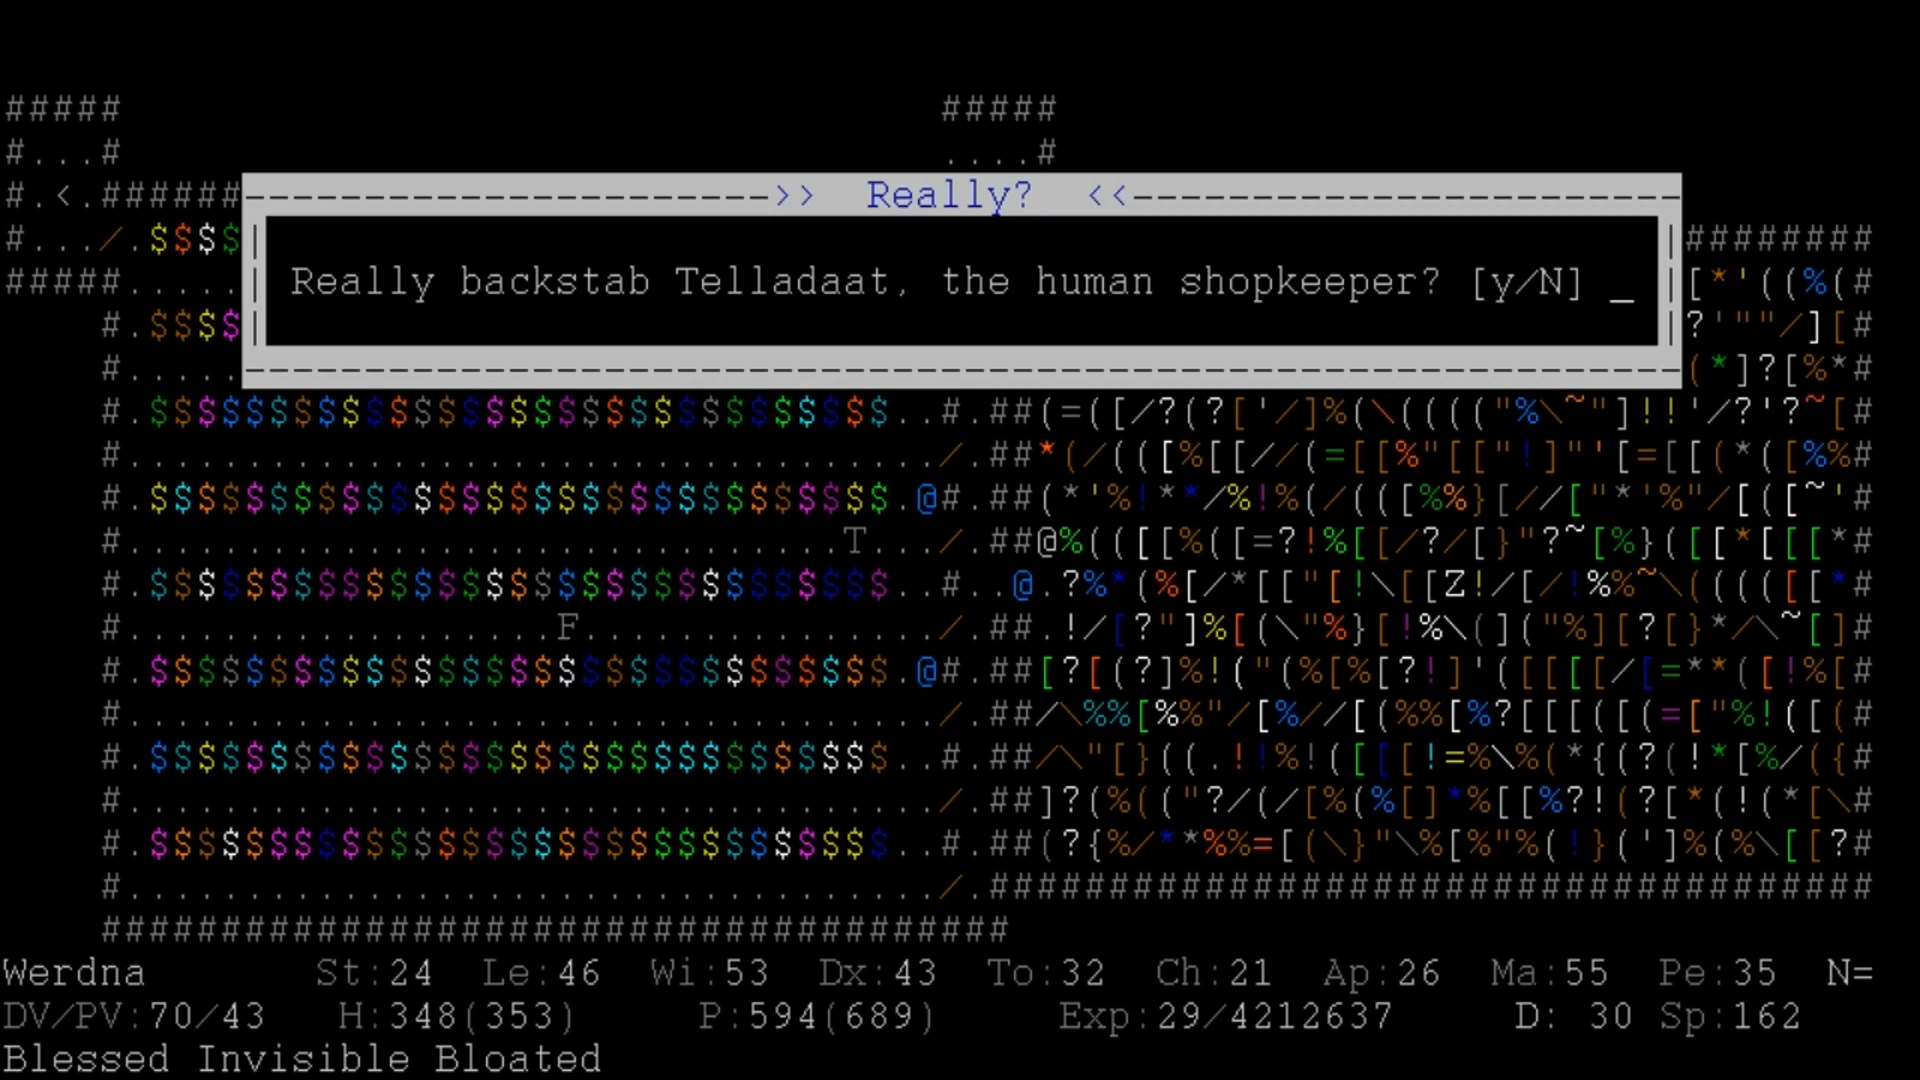 >> Really? <<
Really backstab Telladaat, the human shopkeeper? [y/N] _
Werdna St:24 Le:46 Wi:53 Dx:43 To:32 Ch:21 Ap:26 Ma:55 Pe:35 N=
DV/PV:70/43 H:348(353) P:594(689) Exp:29/4212637 D: 30 Sp:162
Blessed Invisible Bloated